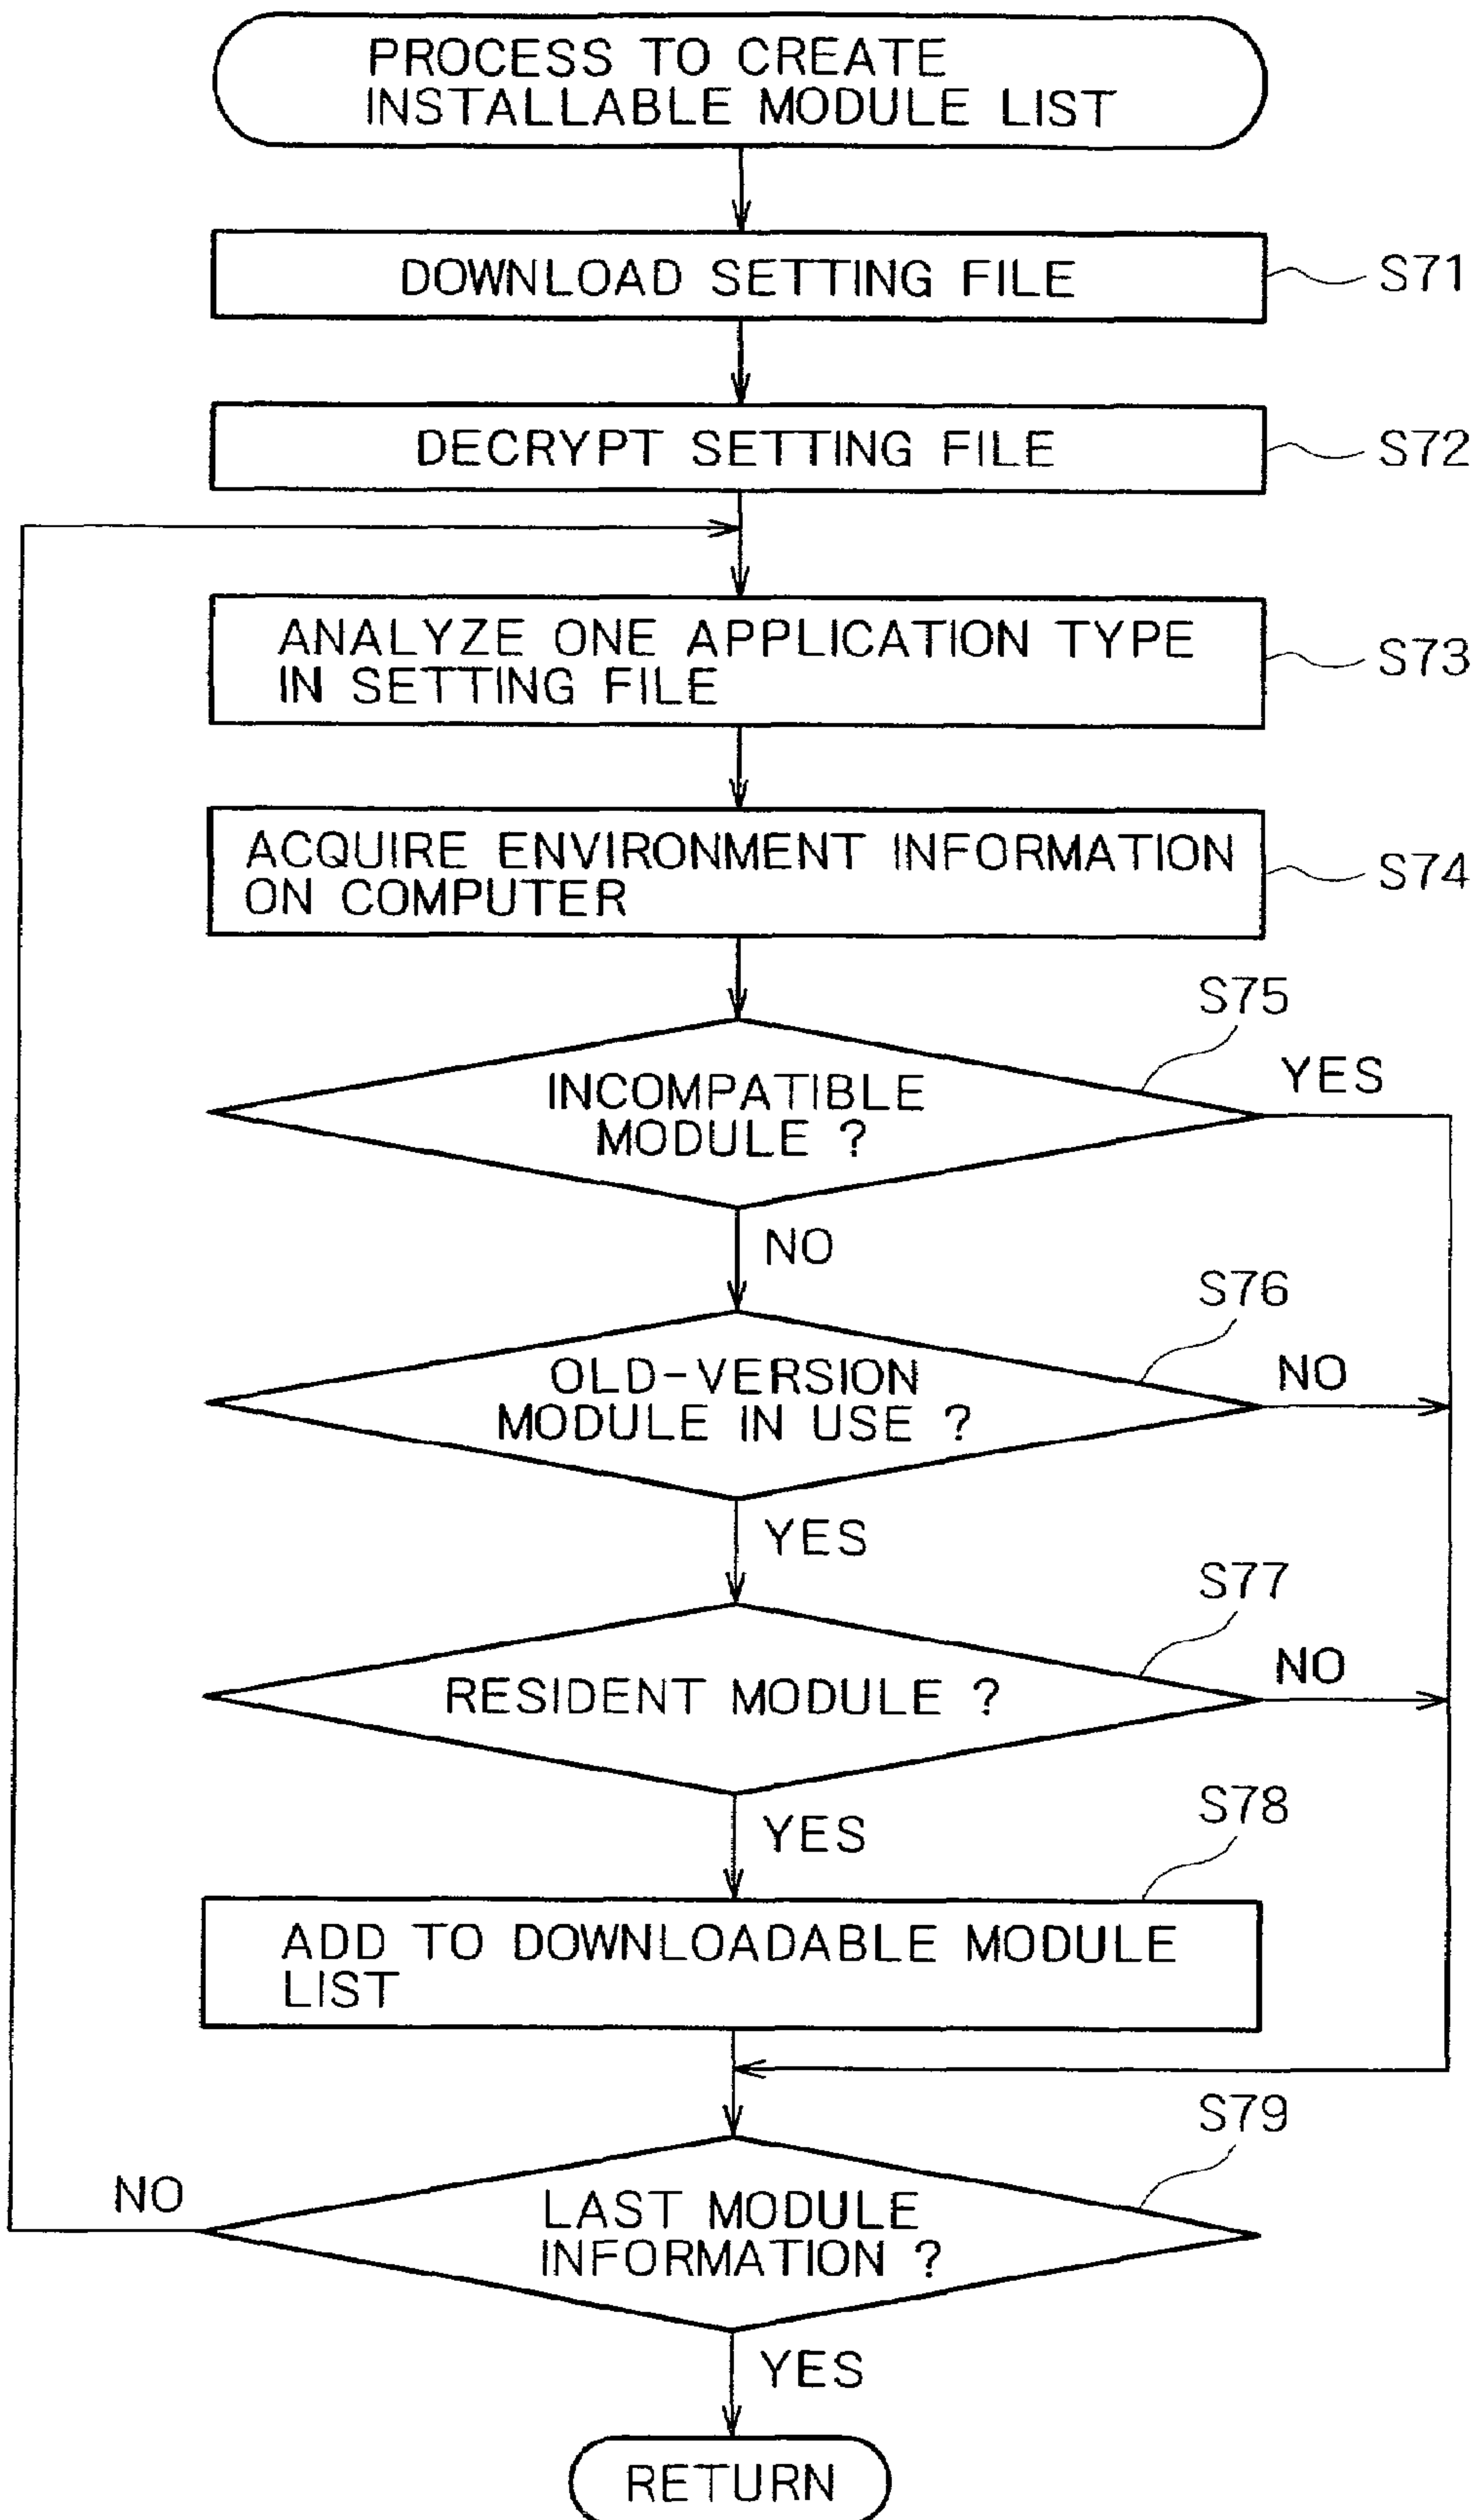 PROCESS TO CREATE
INSTALLABLE MODULE LIST
DOWNLOAD SETTING FILE
S71
DECRYPT SETTING FILE
S72
ANALYZE ONE APPLICATION TYPE
IN SETTING FILE
S73
ACQUIRE ENVIRONMENT INFORMATION
ON COMPUTER
S74
S75
INCOMPATIBLE
MODULE ?
YES
NO
S76
OLD-VERSION
MODULE IN USE ?
NO
YES
S77
RESIDENT MODULE ?
NO
YES
S78
ADD TO DOWNLOADABLE MODULE
LIST
S79
LAST MODULE
INFORMATION ?
NO
YES
RETURN